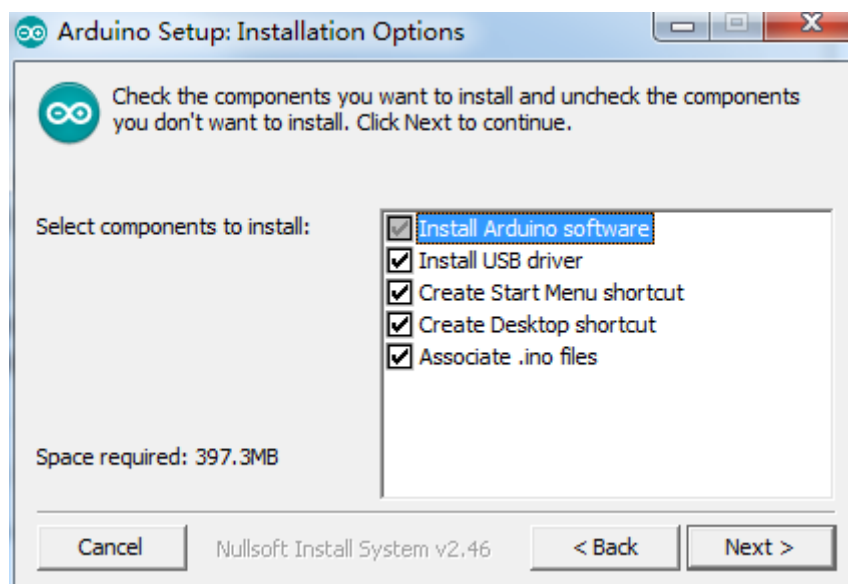 Arduino Setup: Installation Options
Check the components you want to install and uncheck the components
you don't want to install. Click Next to continue.
Select components to install:
Install Arduino software
Install USB driver
Create Start Menu shortcut
Create Desktop shortcut
Associate .ino files
Space required: 397.3MB
Cancel
Nullsoft Install System v2.46
< Back
Next >